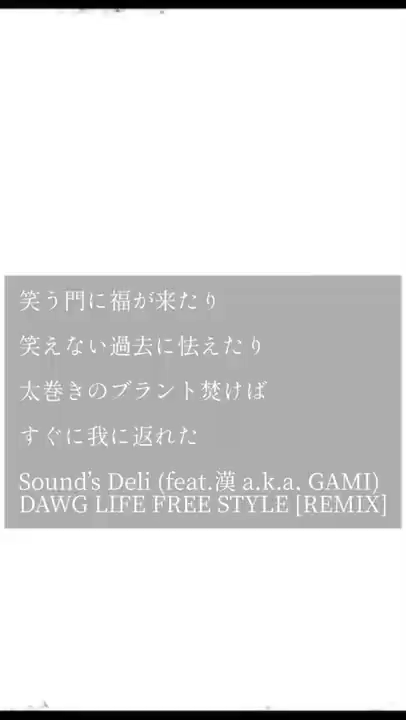 笑う門に福が来たり
笑えない過去に怯えたり
太巻きのブラント焚けば
すぐに我に返れた
Sound’s Deli (feat.漢 a.k.a. GAMI)
DAWG LIFE FREE STYLE [REMIX]